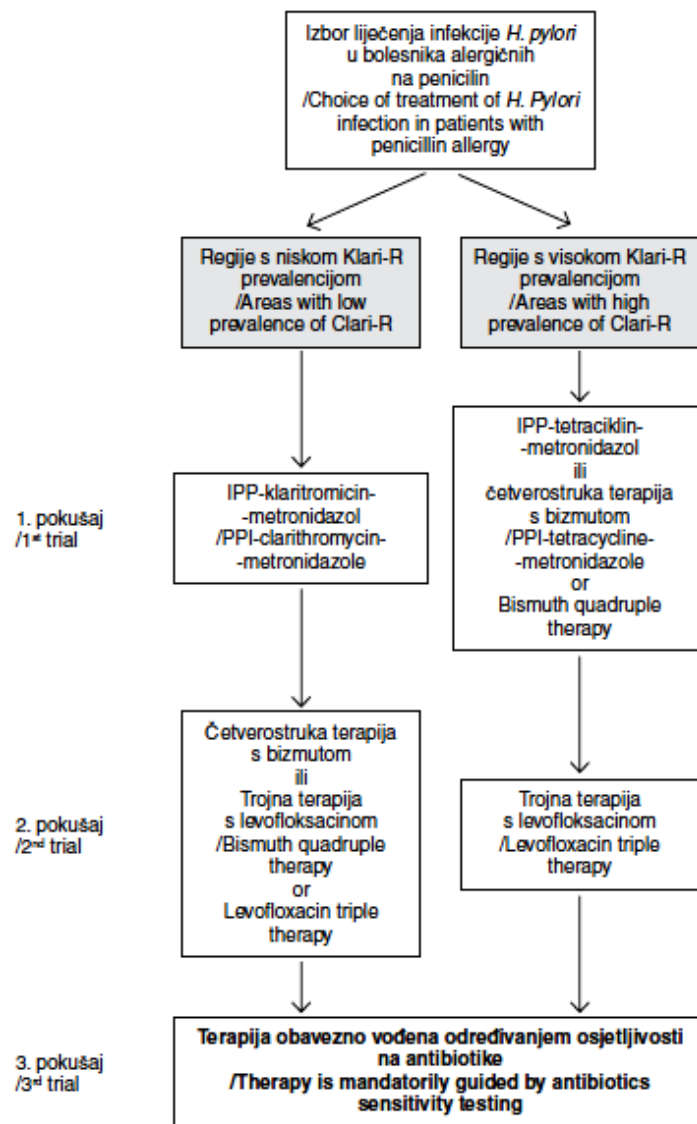 Izbor liječenja infekcije H. pylori
u bolesnika alergičnih
na penicilin
/Choice of treatment of H. Pylori
infection in patients with
penicillin allergy
Regije s niskom Klari-R
prevalencijom
/Areas with low
prevalence of Clari-R
Regije s visokom Klari-R
prevalencijom
/Areas with high
prevalence of Clari-R
1. pokušaj
/1st trial
IPP-klaritromicin-
-metronidazol
/PPI-clarithromycin-
-metronidazole
IPP-tetraciklin-
-metronidazol
ili
četverostruka terapija
s bizmutom
/PPI-tetracycline-
-metronidazole
or
Bismuth quadruple
therapy
2. pokušaj
/2nd trial
Četverostruka terapija
s bizmutom
ili
Trojna terapija
s levofloksacinom
/Bismuth quadruple
therapy
or
Levofloxacin triple
therapy
Trojna terapija
s levofloksacinom
/Levofloxacin triple
therapy
3. pokušaj
/3rd trial
Terapija obavezno vođena određivanjem osjetljivosti
na antibiotike
/Therapy is mandatorily guided by antibiotics
sensitivity testing